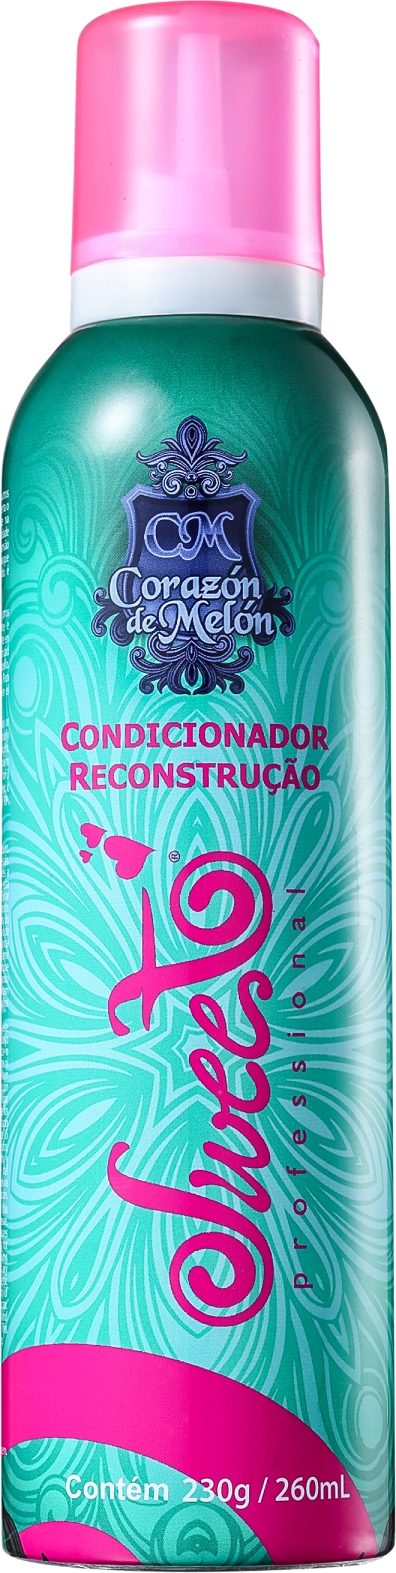 CM
Corazón
de Melón
CONDICIONADOR
RECONSTRUÇÃO
Sweet®
professional
Contém 230g / 260mL